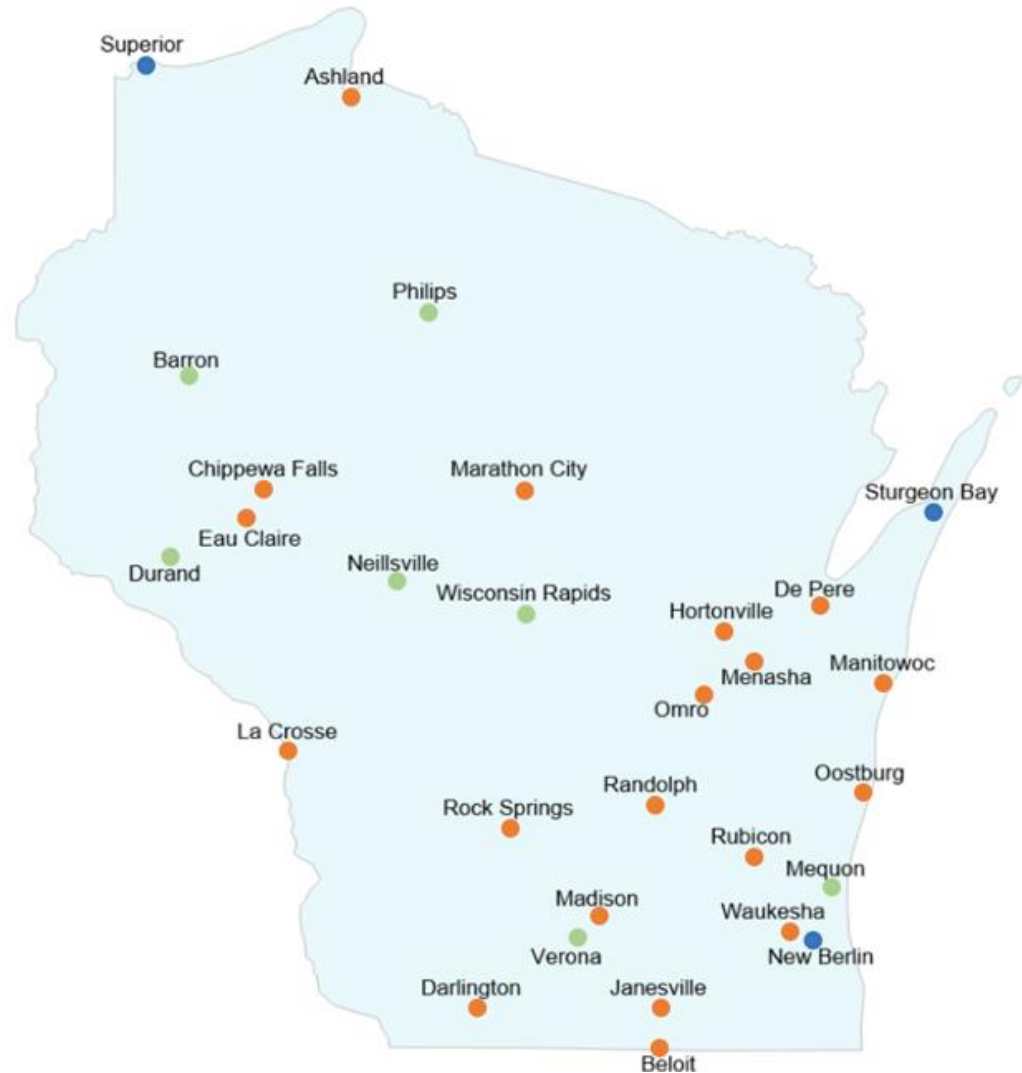 Superior
Ashland
Philips
Barron
Chippewa Falls
Marathon City
Sturgeon Bay
Eau Claire
Durand
Neillsville
Wisconsin Rapids
De Pere
Hortonville
Menasha
Manitowoc
Omro
La Crosse
Oostburg
Randolph
Rock Springs
Rubicon
Mequon
Madison
Waukesha
Verona
New Berlin
Darlington
Janesville
Beloit